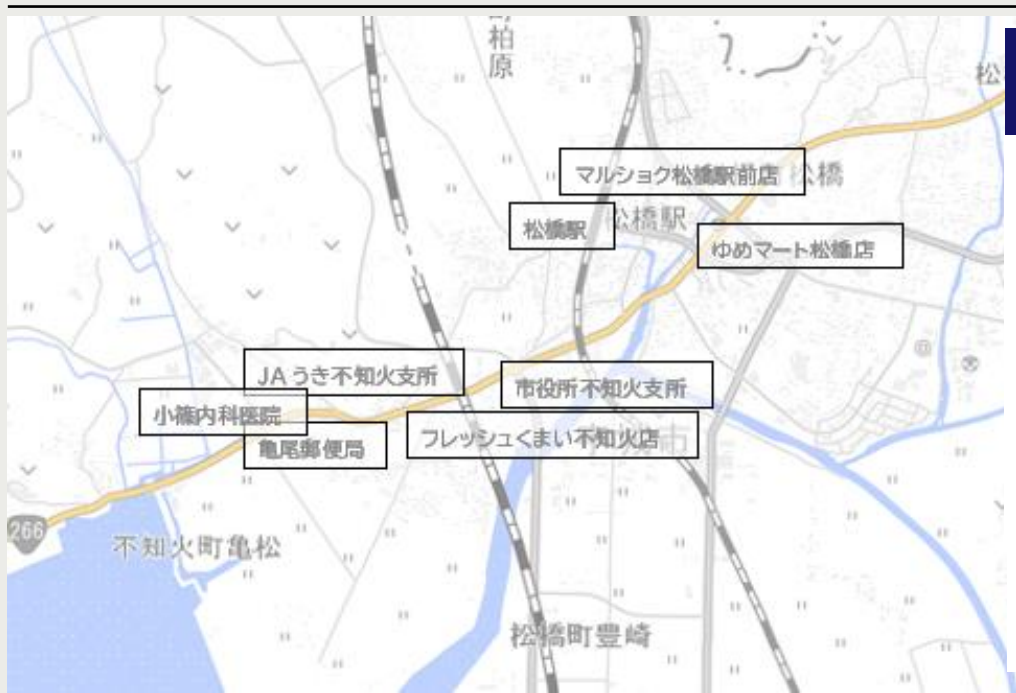 柏原
マルショク松橋駅前店
松橋
松橋駅
松橋駅
ゆめマート松橋店
JAうき不知火支所
市役所不知火支所
小篠内科医院
フレッシュくまい不知火店
亀尾郵便局
市
266
不知火町亀松
松橋町豊崎